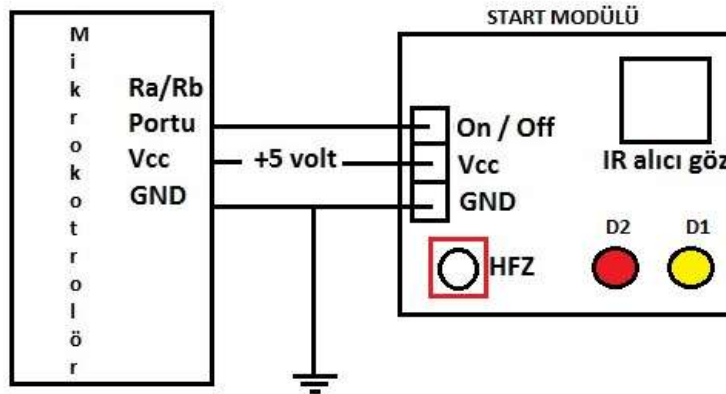 START MODÜLÜ
Mikrokotrolör
Ra/Rb
Portu
Vcc
GND
+5 volt
On / Off
Vcc
GND
IR alıcı göz
HFZ
D2
D1